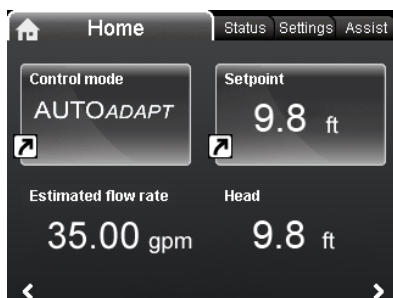 Home Status Settings Assist
Control mode Setpoint
AUTOADAPT 9.8 ft
Estimated flow rate Head
35.00 gpm 9.8 ft